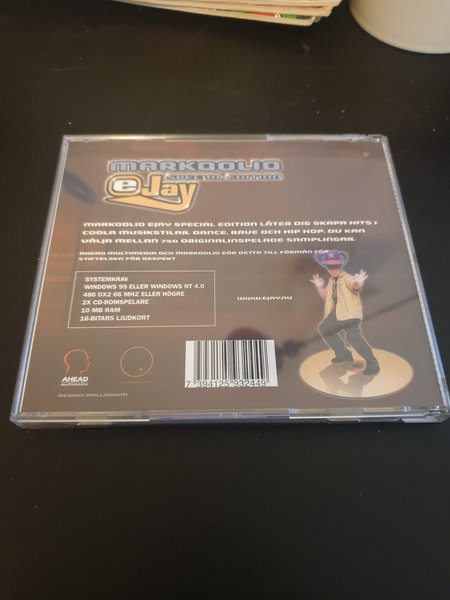 MARKOOLIO
SPECIAL EDITION
eJay
MARKOOLIO EJAY SPECIAL EDITION LÅTER DIG SKAPA HITS I
COOLA MUSIKSTILAR. DANCE, RAVE OCH HIP HOP. DU KAN
VÄLJA MELLAN 750 ORIGINALINSPELADE SAMPLINGAR.
AHEAD MULTIMEDIA OCH MARKOOLIO GÖR DETTA TILL FÖRMÅN FÖR
STIFTELSEN FÖR RESPEKT
SYSTEMKRAV
WINDOWS 95 ELLER WINDOWS NT 4.0
486 DX2 66 MHZ ELLER HÖGRE
2X CD-ROMSPELARE
10 MB RAM
16-BITARS LJUDKORT
WWW.EJAY.NU
7 394125 932449
AHEAD
multimedia
DESIGN: PALLADIUM